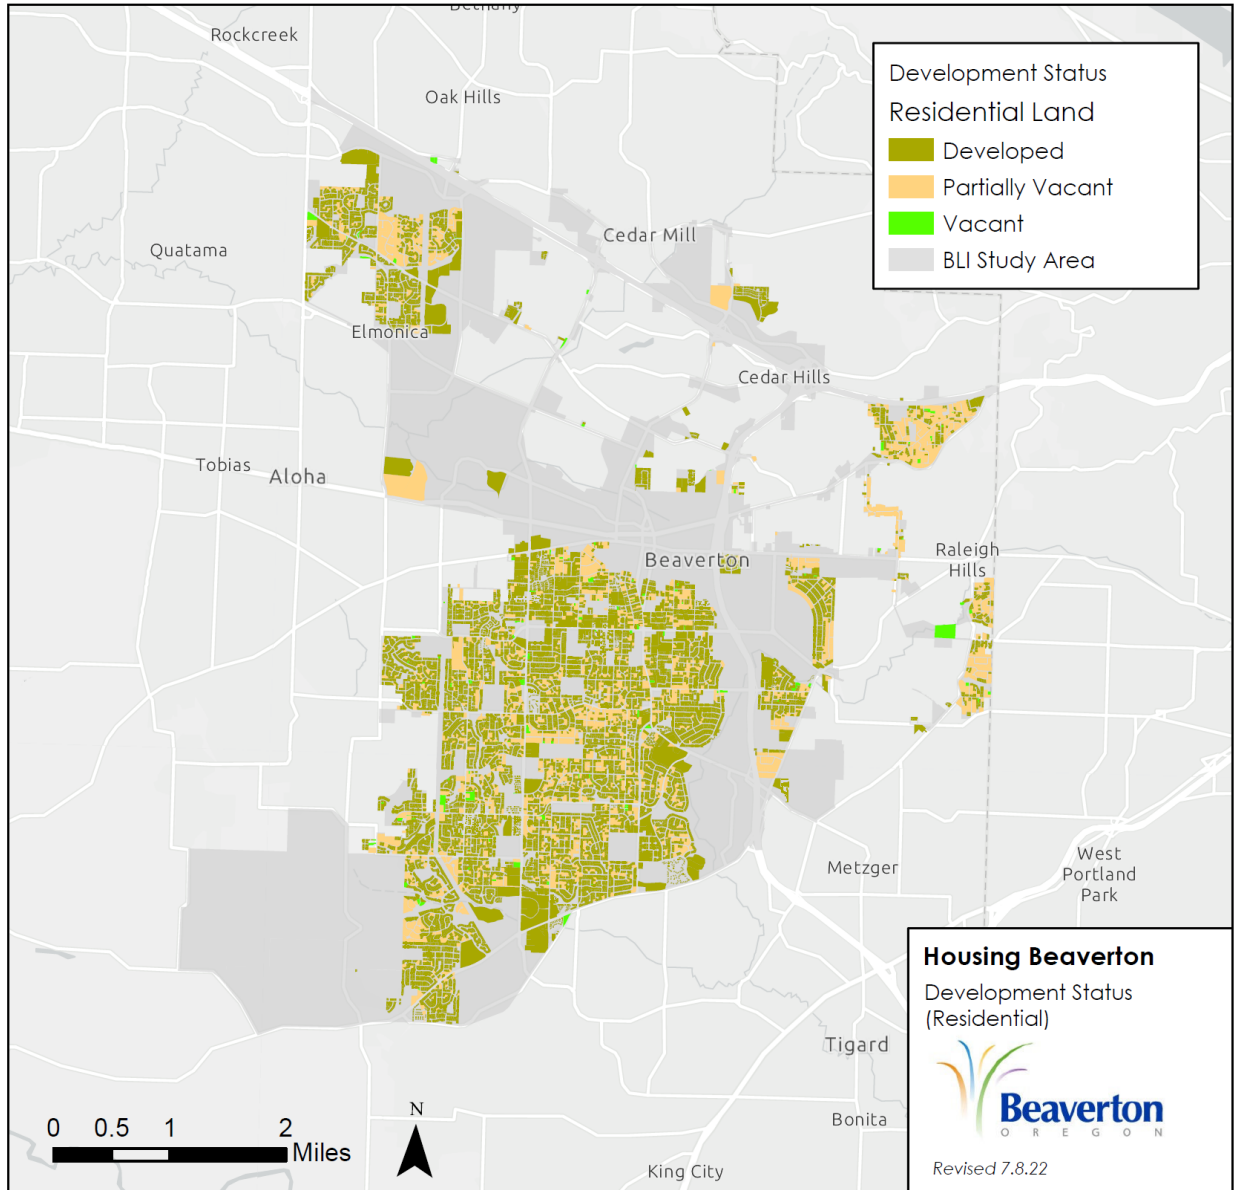 Bethany
Rockcreek
Oak Hills
Development Status
Residential Land
Developed
Partially Vacant
Vacant
BLI Study Area
Cedar Mill
Quatama
Elmonica
Cedar Hills
Tobias
Aloha
Beaverton
Raleigh
Hills
Metzger
West
Portland
Park
Housing Beaverton
Development Status
(Residential)
Beaverton
OREGON
Revised 7.8.22
Tigard
Bonita
King City
N
0 0.5 1 2
Miles